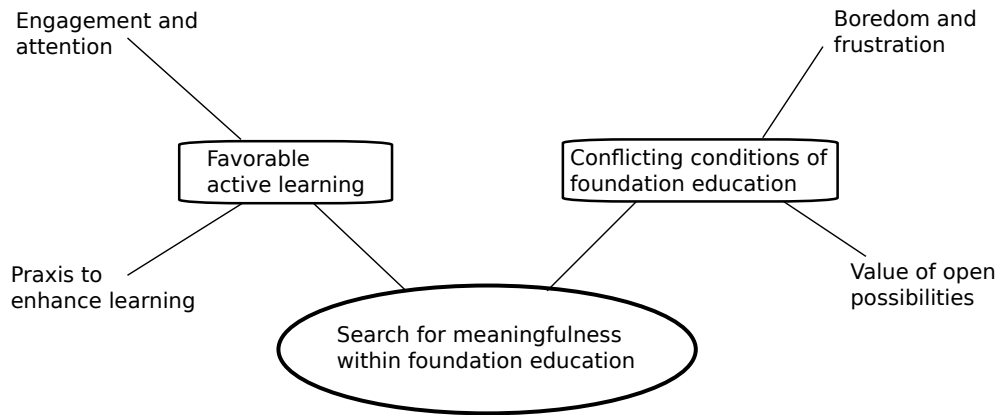 Engagement and
attention
Boredom and
frustration
Favorable
active learning
Conflicting conditions of
foundation education
Praxis to
enhance learning
Value of open
possibilities
Search for meaningfulness
within foundation education